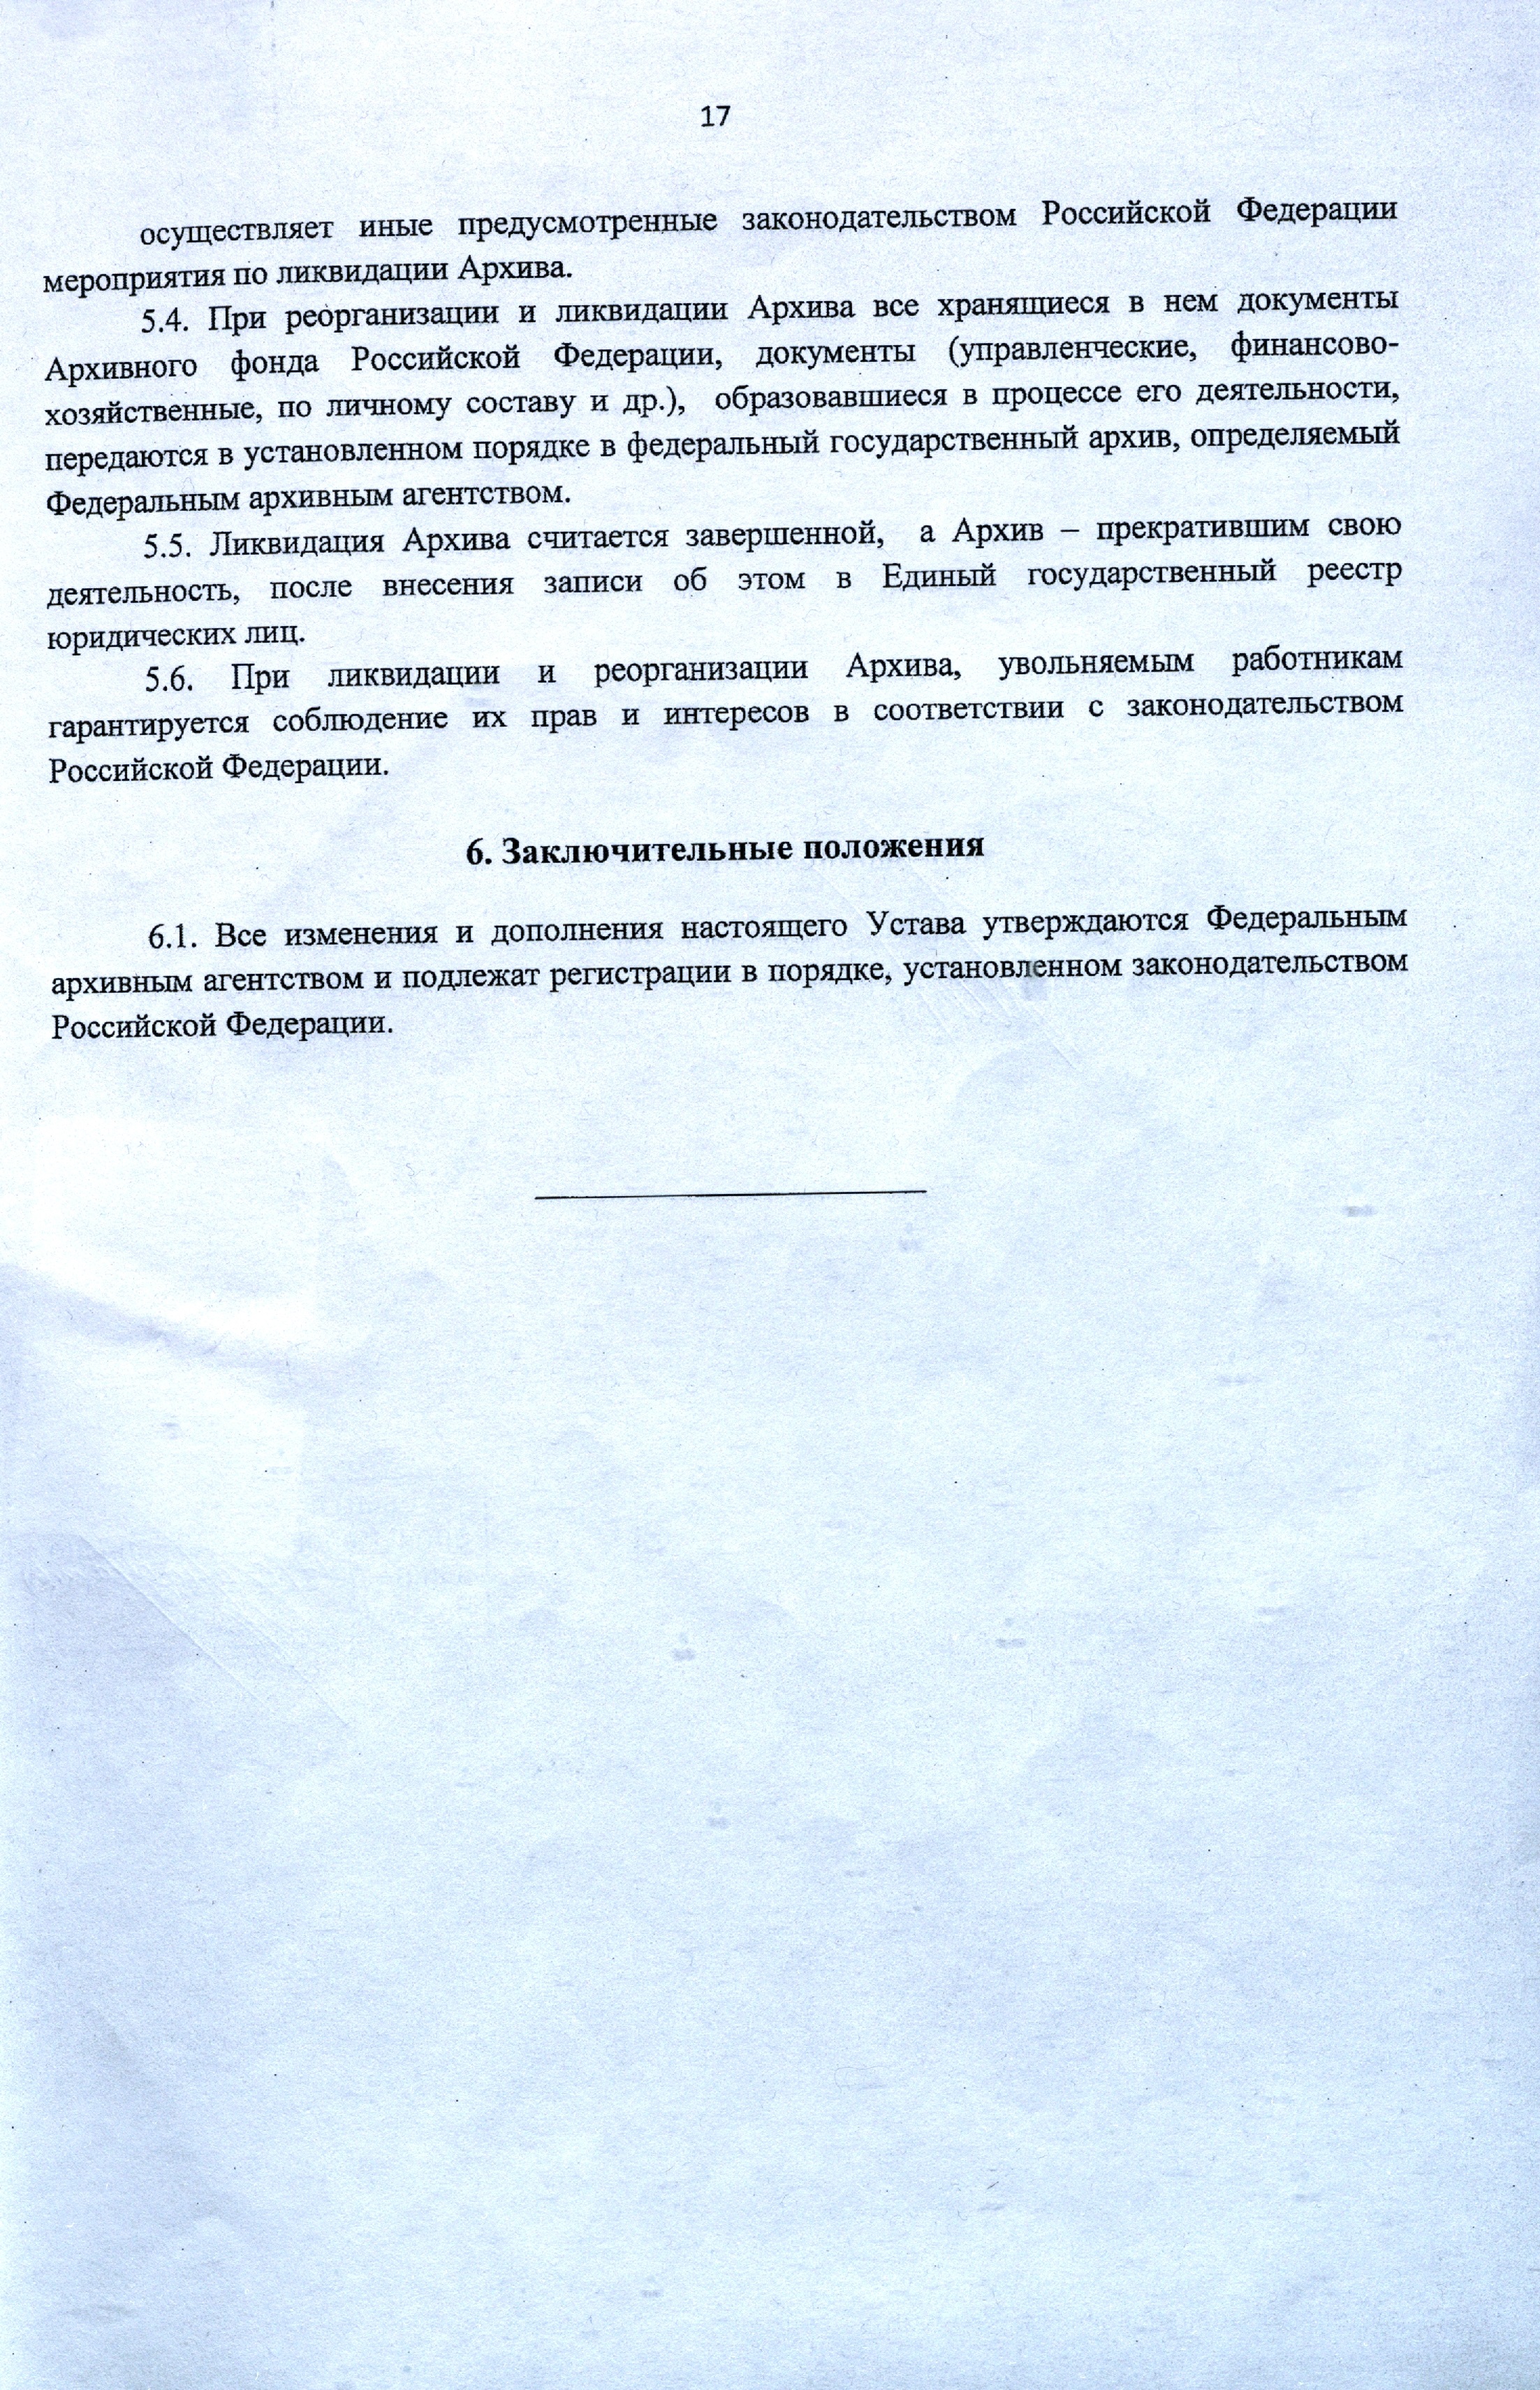 17
осуществляет иные предусмотренные законодательством Российской Федерации
мероприятия по ликвидации Архива.
5.4. При реорганизации и ликвидации Архива все хранящиеся в нем документы
Архивного фонда Российской Федерации, документы (управленческие, финансово-
хозяйственные, по личному составу и др.), образовавшиеся в процессе его деятельности,
передаются в установленном порядке в федеральный государственный архив, определяемый
Федеральным архивным агентством.
5.5. Ликвидация Архива считается завершенной, а Архив – прекратившим свою
деятельность, после внесения записи об этом в Единый государственный реестр
юридических лиц.
5.6. При ликвидации и реорганизации Архива, увольняемым работникам
гарантируется соблюдение их прав и интересов в соответствии с законодательством
Российской Федерации.
6. Заключительные положения
6.1. Все изменения и дополнения настоящего Устава утверждаются Федеральным
архивным агентством и подлежат регистрации в порядке, установленном законодательством
Российской Федерации.